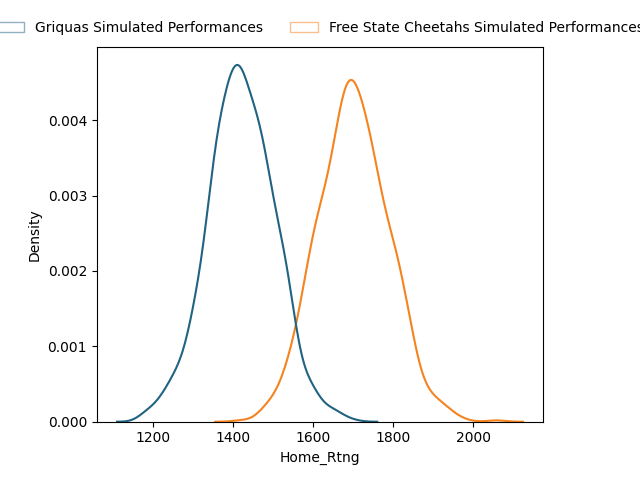 Griquas Simulated Performances
Free State Cheetahs Simulated Performances
0.004
0.003
0.002
0.001
0.000
Density
1200 1400 1600 1800 2000
Home_Rtng